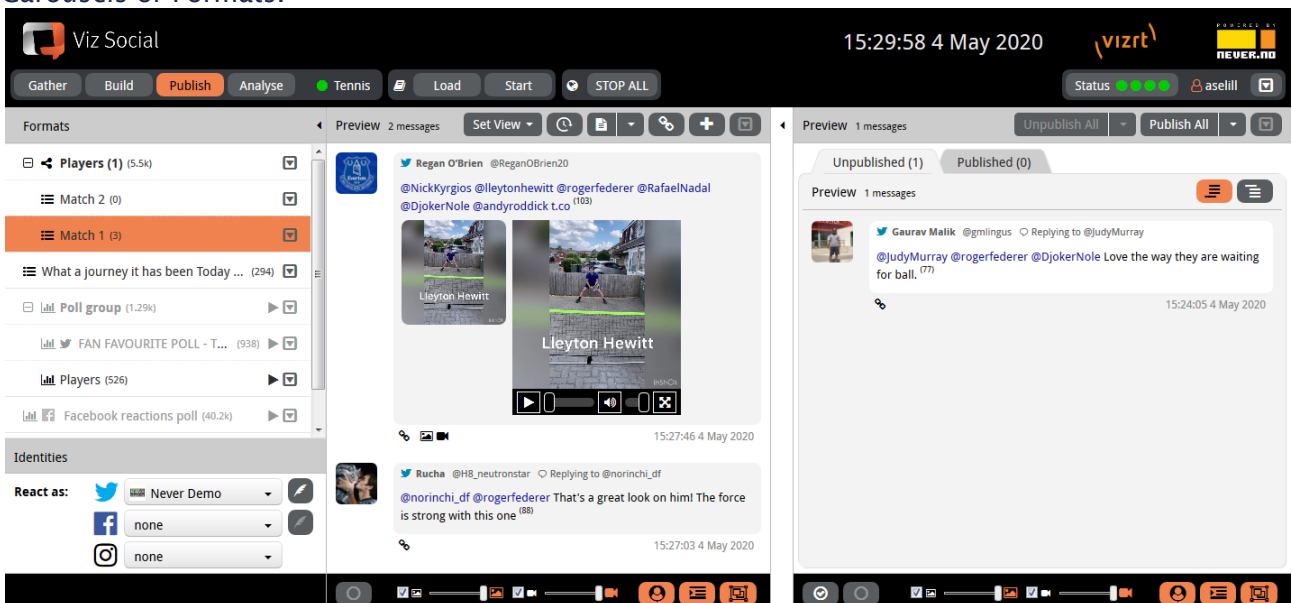 Carousels or Formats.
Viz Social
15:29:58 4 May 2020
vizrt
POWERED BY
NEVER.NO
Gather Build Publish Analyse Tennis Load Start STOP ALL Status aselill
Formats
Players (1) (5.5k)
Match 2 (0)
Match 1 (3)
What a journey it has been Today ... (294)
Poll group (1.29k)
FAN FAVOURITE POLL - T... (938)
Players (526)
Facebook reactions poll (40.2k)
Identities
React as: Never Demo
none
none
Preview 2 messages Set View
Regan O'Brien @ReganOBrien20
@NickKyrgios @lleytonhewitt @rogerfederer @RafaelNadal
@DjokerNole @andyroddick t.co (103)
Lleyton Hewitt
Lleyton Hewitt
InShOt
15:27:46 4 May 2020
Rucha @H8_neutronstar Replying to @norinchi_df
@norinchi_df @rogerfederer That's a great look on him! The force
is strong with this one (88)
15:27:03 4 May 2020
Preview 1 messages Unpublish All Publish All
Unpublished (1) Published (0)
Preview 1 messages
Gaurav Malik @gmlingus Replying to @JudyMurray
@JudyMurray @rogerfederer @DjokerNole Love the way they are waiting
for ball. (77)
15:24:05 4 May 2020